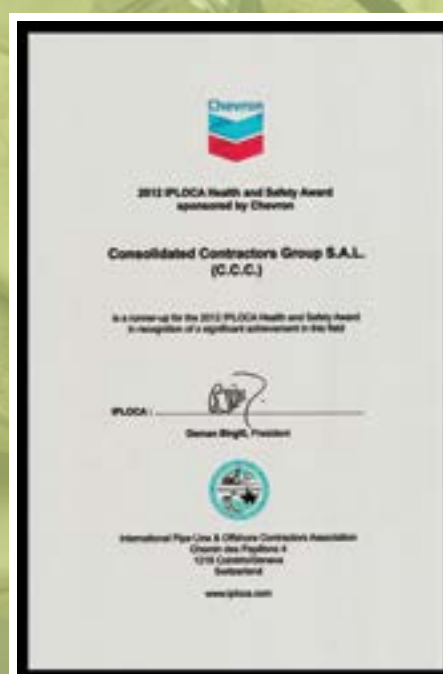 Chevron
2012 IPLOCA Health and Safety Award
sponsored by Chevron
Consolidated Contractors Group S.A.L.
(C.C.C.)
is a runner-up for the 2012 IPLOCA Health and Safety Award
in recognition of a significant achievement in this field
IPLOCA :
Osman Birgili, President
International Pipe Line & Offshore Contractors Association
Chemin des Papillons 4
1216 Cointrin/Geneva
Switzerland
www.iploca.com